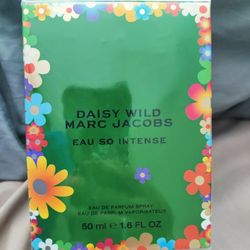 DAISY WILD
MARC JACOBS
EAU SO INTENSE
EAU DE PARFUM SPRAY
EAU DE PARFUM VAPORISATEUR
50 ml ℮ 1.6 FL OZ